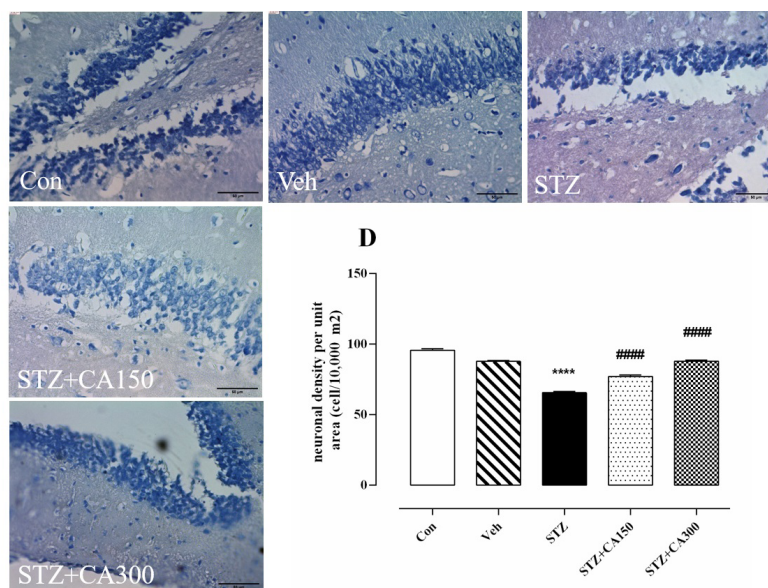 Con
Veh
STZ
STZ+CA150
STZ+CA300
D
neuronal density per unit
area (cell/10,000 m2)
150
100
50
0
****
####
####
Con
Veh
STZ
STZ+CA150
STZ+CA300